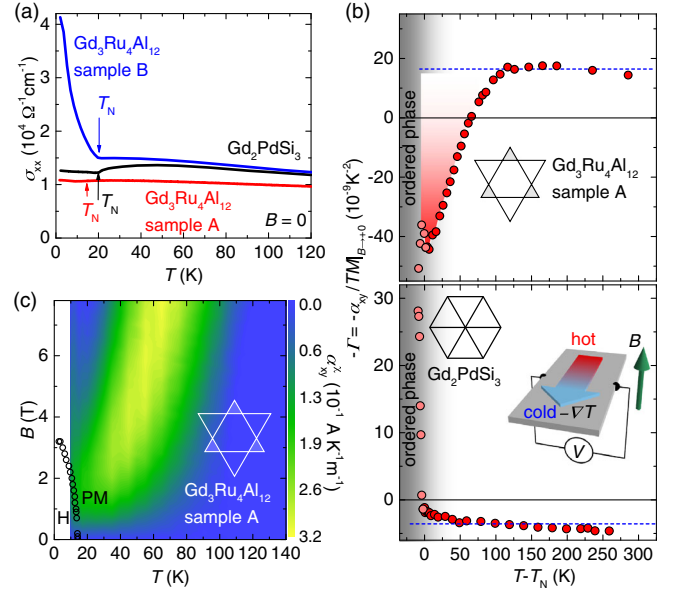 (a)
4
3
2
1
0
σxx (10⁴ Ω⁻¹cm⁻¹)
Gd₃Ru₄Al₁₂
sample B
TN
Gd₂PdSi₃
TN
TN
Gd₃Ru₄Al₁₂
sample A
B = 0
0 20 40 60 80 100 120
T (K)
(b)
20
0
-20
-40
ordered phase
Gd₃Ru₄Al₁₂
sample A
-Γ = -αxy/TM|B→+0 (10⁻⁹K⁻²)
30
20
10
0
ordered phase
Gd₂PdSi₃
hot
cold
-∇T
B
V
0 50 100 150 200 250 300
T-TN (K)
(c)
6
4
2
0
B (T)
H
PM
Gd₃Ru₄Al₁₂
sample A
0 20 40 60 80 100 120 140
T (K)
0.0
0.6
1.3
1.9
2.6
3.2
αχxy (10⁻¹ A K⁻¹m⁻¹)